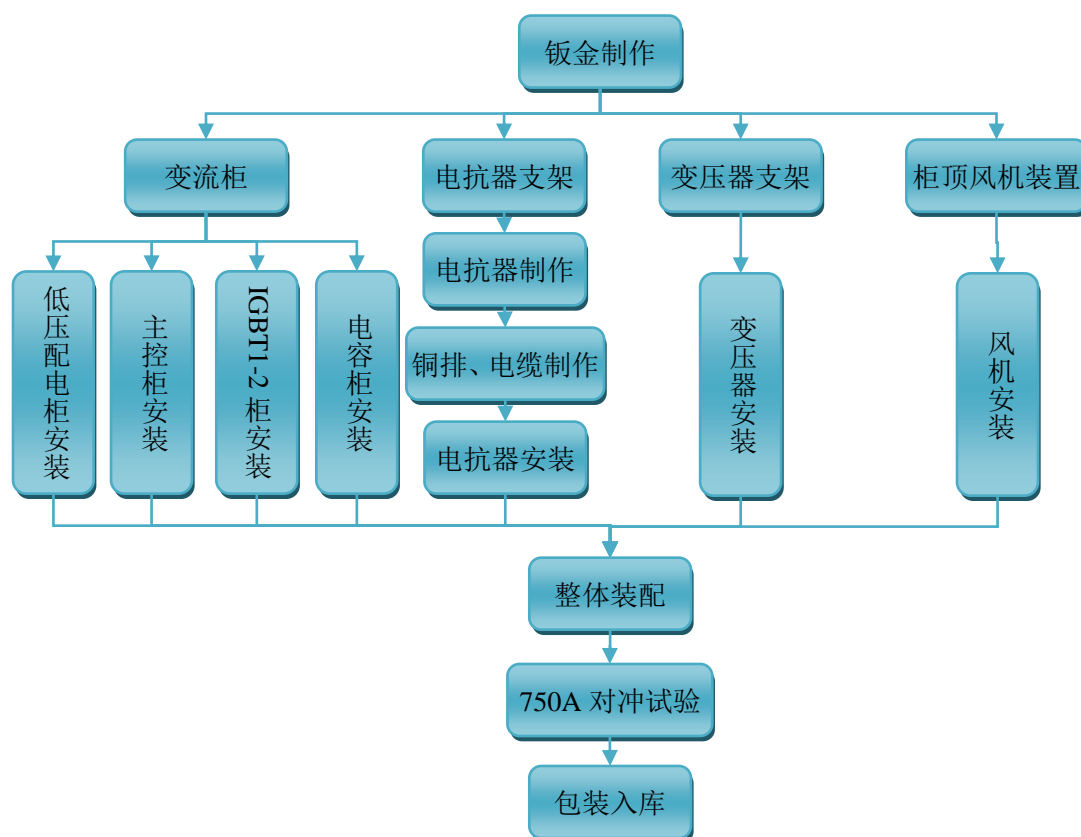 钣金制作
变流柜
电抗器支架
变压器支架
柜顶风机装置
电抗器制作
低压配电柜安装
主控柜安装
IGBT1-2柜安装
电容柜安装
铜排、电缆制作
变压器安装
风机安装
电抗器安装
整体装配
750A 对冲试验
包装入库